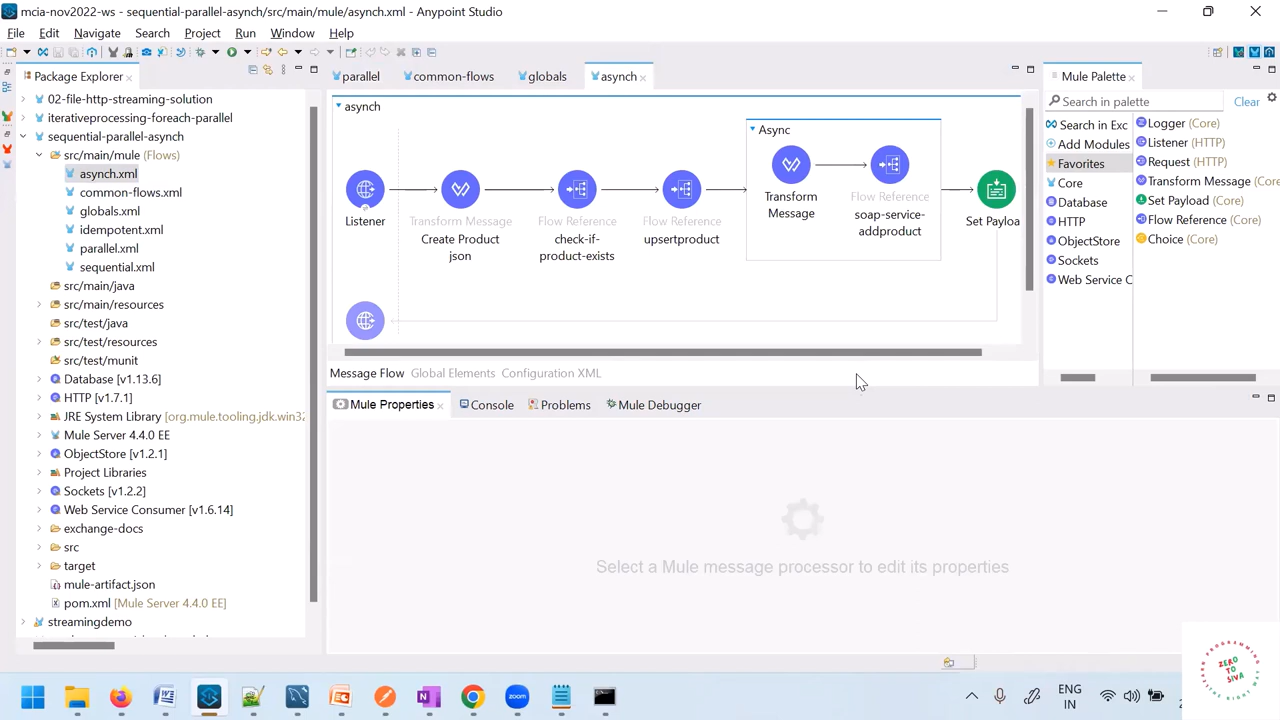 mcia-nov2022-ws - sequential-parallel-asynch/src/main/mule/asynch.xml - Anypoint Studio
File Edit Navigate Search Project Run Window Help
Package Explorer
02-file-http-streaming-solution
iterativeprocessing-foreach-parallel
sequential-parallel-asynch
src/main/mule (Flows)
asynch.xml
common-flows.xml
globals.xml
idempotent.xml
parallel.xml
sequential.xml
src/main/java
src/main/resources
src/test/java
src/test/resources
src/test/munit
Database [v1.13.6]
HTTP [v1.7.1]
JRE System Library [org.mule.tooling.jdk.win32
Mule Server 4.4.0 EE
ObjectStore [v1.2.1]
Project Libraries
Sockets [v1.2.2]
Web Service Consumer [v1.6.14]
exchange-docs
src
target
mule-artifact.json
pom.xml [Mule Server 4.4.0 EE]
streamingdemo
parallel common-flows globals asynch
asynch
Listener
Transform Message
Create Product
json
Flow Reference
check-if-
product-exists
Flow Reference
upsertproduct
Async
Transform
Message
Flow Reference
soap-service-
addproduct
Set Payloa
Message Flow Global Elements Configuration XML
Mule Properties Console Problems Mule Debugger
Select a Mule message processor to edit its properties
Mule Palette
Search in palette Clear
Search in Exc
Add Modules
Favorites
Core
Database
HTTP
ObjectStore
Sockets
Web Service C
Logger (Core)
Listener (HTTP)
Request (HTTP)
Transform Message (Core
Set Payload (Core)
Flow Reference (Core)
Choice (Core)
PROGRAMMING
ZERO
TO
SIVA
THE RIGHT WAY
ENG
IN